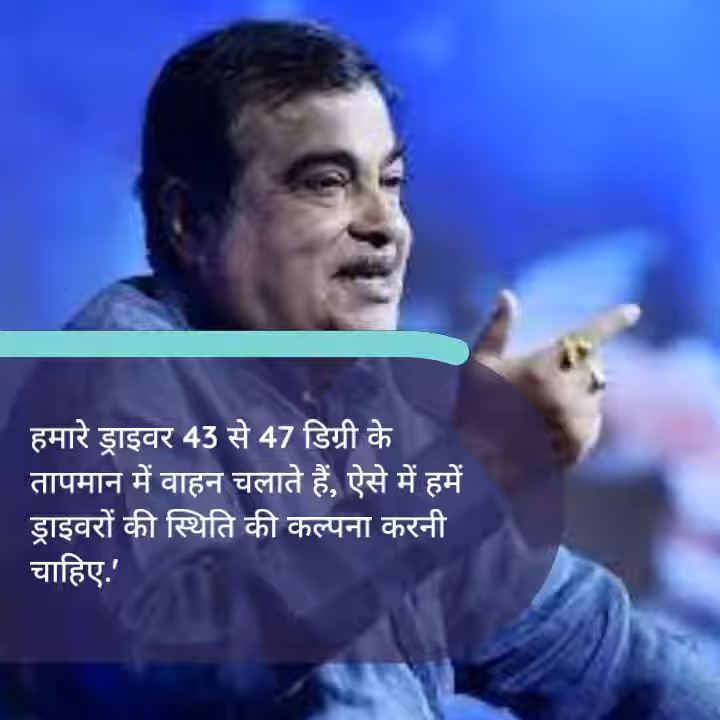 हमारे ड्राइवर 43 से 47 डिग्री के
तापमान में वाहन चलाते हैं, ऐसे में हमें
ड्राइवरों की स्थिति की कल्पना करनी
चाहिए.'